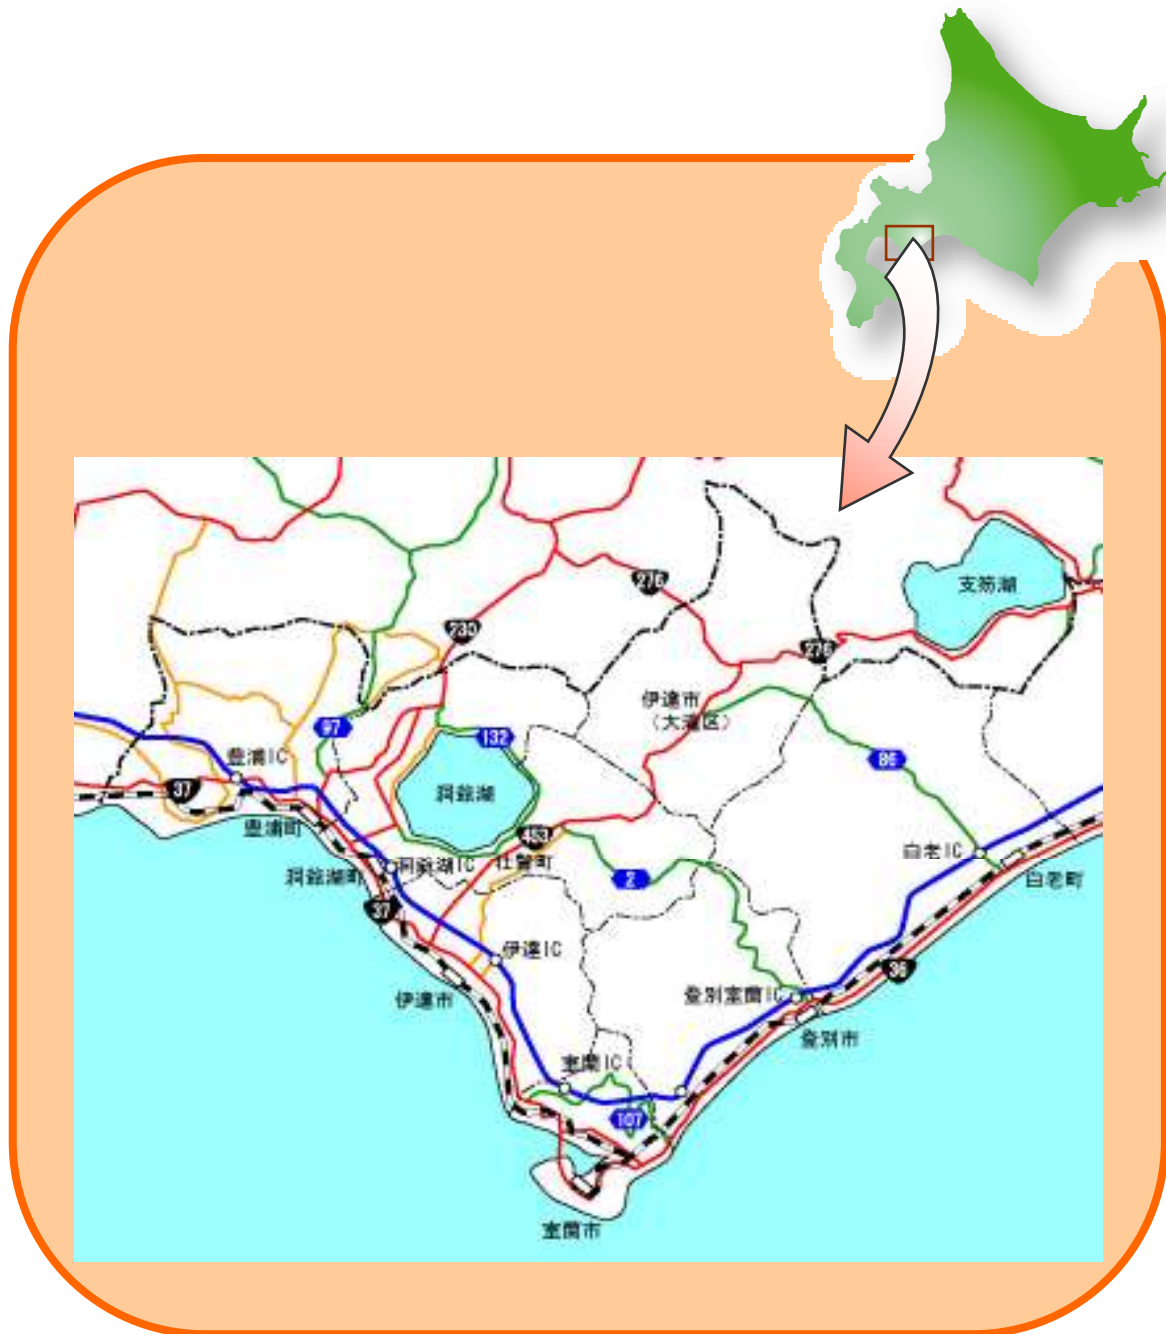 276
支笏湖
230
276
伊達市
(大滝区)
97
132
豊浦IC
86
37
洞爺湖
豊浦町
453
白老IC
洞爺湖IC
壮瞥町
洞爺湖町
2
白老町
37
伊達IC
36
伊達市
登別室蘭IC
登別市
室蘭IC
107
室蘭市